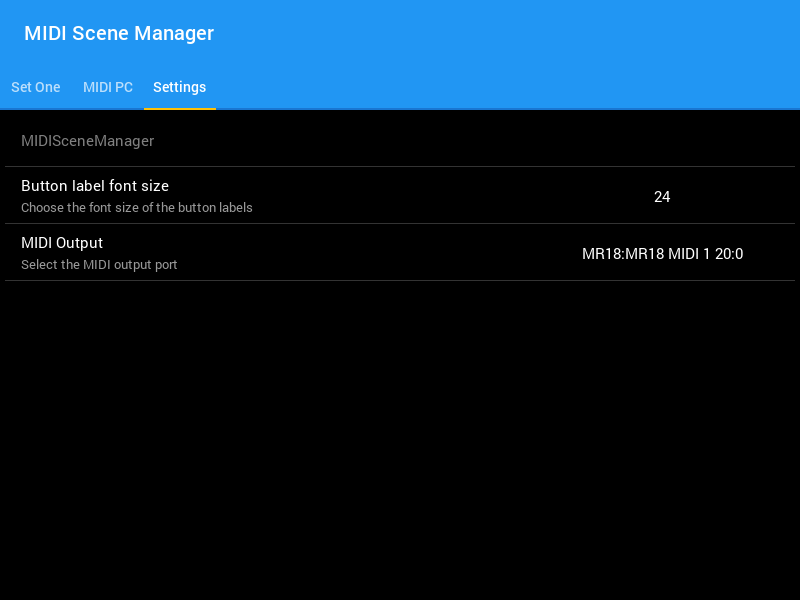 MIDI Scene Manager
Set One MIDI PC Settings
MIDISceneManager
Button label font size
Choose the font size of the button labels
24
MIDI Output
Select the MIDI output port
MR18:MR18 MIDI 1 20:0